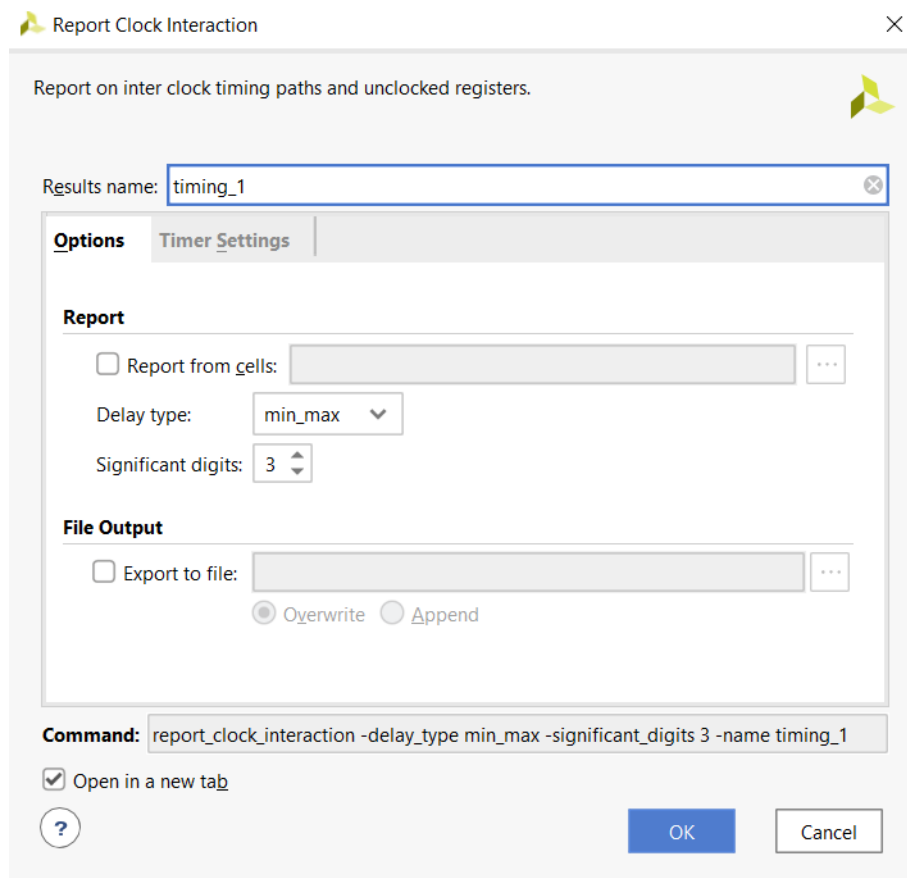 Report Clock Interaction
Report on inter clock timing paths and unclocked registers.
Results name: timing_1
Options Timer Settings
Report
Report from cells:
...
Delay type: min_max
Significant digits: 3
File Output
Export to file:
...
Overwrite Append
Command: report_clock_interaction -delay_type min_max -significant_digits 3 -name timing_1
Open in a new tab
?
OK Cancel